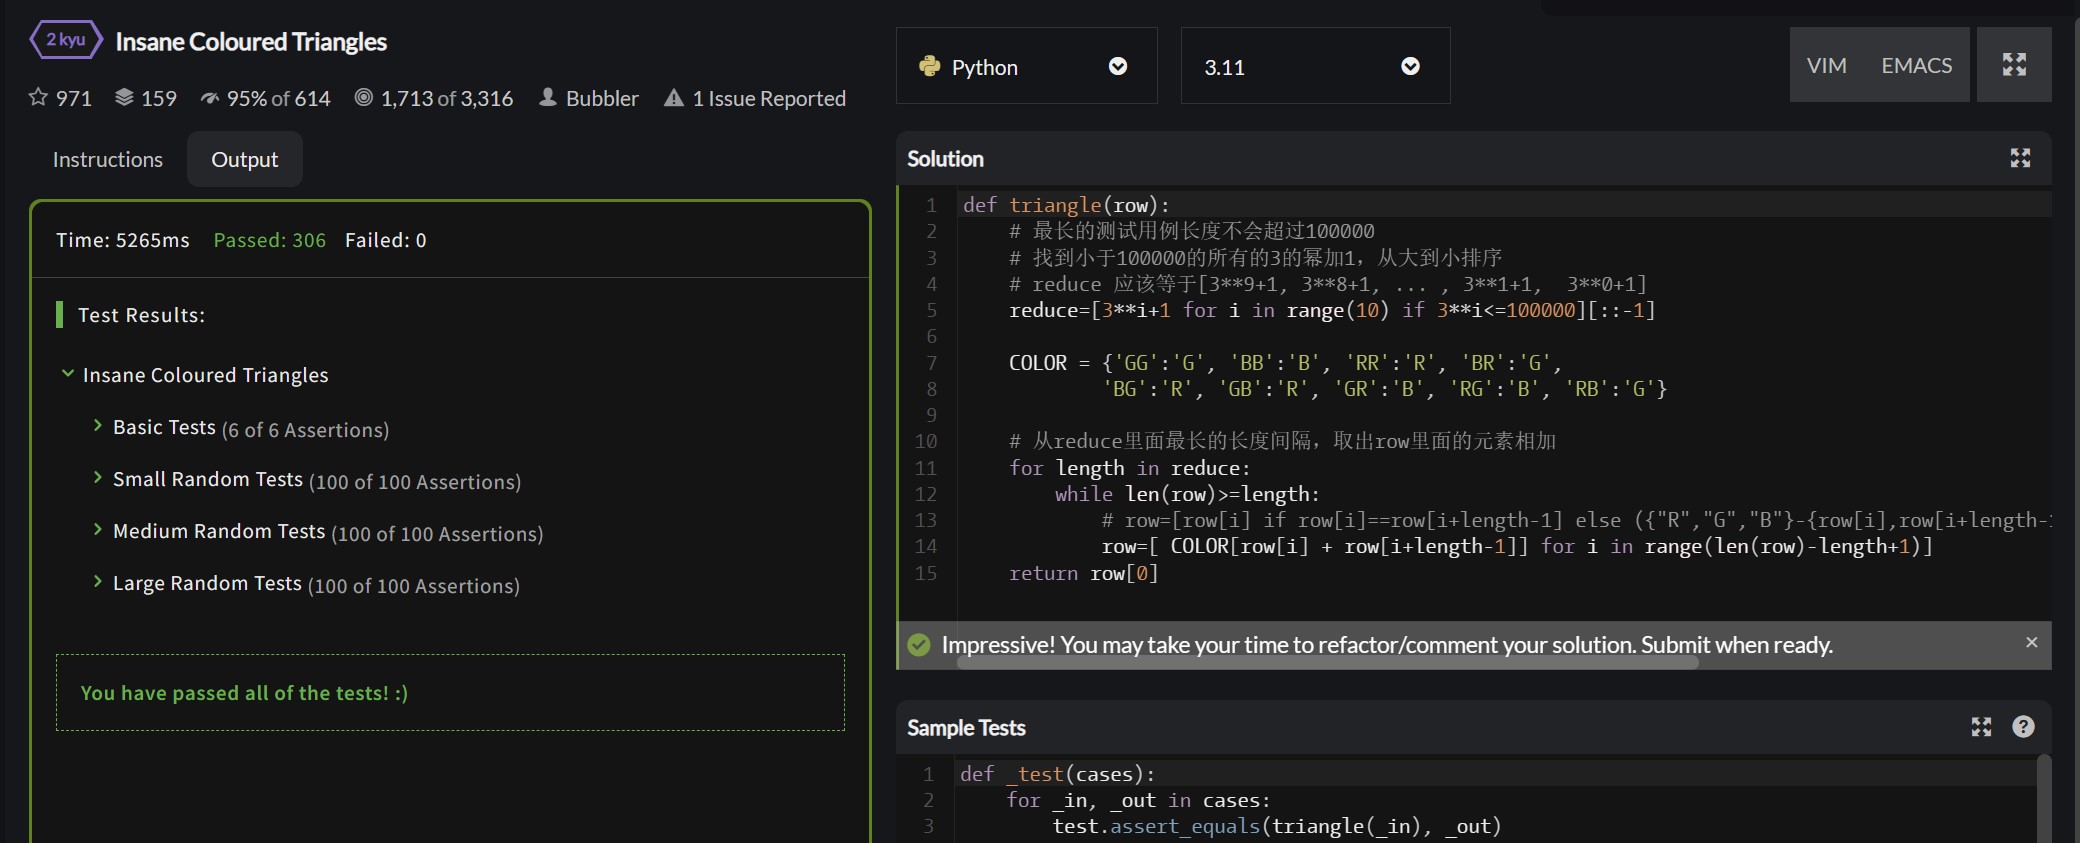 2 kyu Insane Coloured Triangles
971 159 95% of 614 1,713 of 3,316 Bubbler 1 Issue Reported
Instructions Output
Time: 5265ms Passed: 306 Failed: 0
Test Results:
Insane Coloured Triangles
Basic Tests (6 of 6 Assertions)
Small Random Tests (100 of 100 Assertions)
Medium Random Tests (100 of 100 Assertions)
Large Random Tests (100 of 100 Assertions)
You have passed all of the tests! :)
Python 3.11 VIM EMACS
Solution
1 def triangle(row):
2     # 最长的测试用例长度不会超过100000
3     # 找到小于100000的所有的3的幂加1，从大到小排序
4     # reduce 应该等于[3**9+1, 3**8+1, ... , 3**1+1,  3**0+1]
5     reduce=[3**i+1 for i in range(10) if 3**i<=100000][::-1]
6
7     COLOR = {'GG':'G', 'BB':'B', 'RR':'R', 'BR':'G',
8             'BG':'R', 'GB':'R', 'GR':'B', 'RG':'B', 'RB':'G'}
9
10     # 从reduce里面最长的长度间隔，取出row里面的元素相加
11     for length in reduce:
12         while len(row)>=length:
13             # row=[row[i] if row[i]==row[i+length-1] else ({"R","G","B"}-{row[i],row[i+length-
14             row=[ COLOR[row[i] + row[i+length-1]] for i in range(len(row)-length+1)]
15     return row[0]
Impressive! You may take your time to refactor/comment your solution. Submit when ready. ×
Sample Tests ?
1 def _test(cases):
2     for _in, _out in cases:
3         test.assert_equals(triangle(_in), _out)